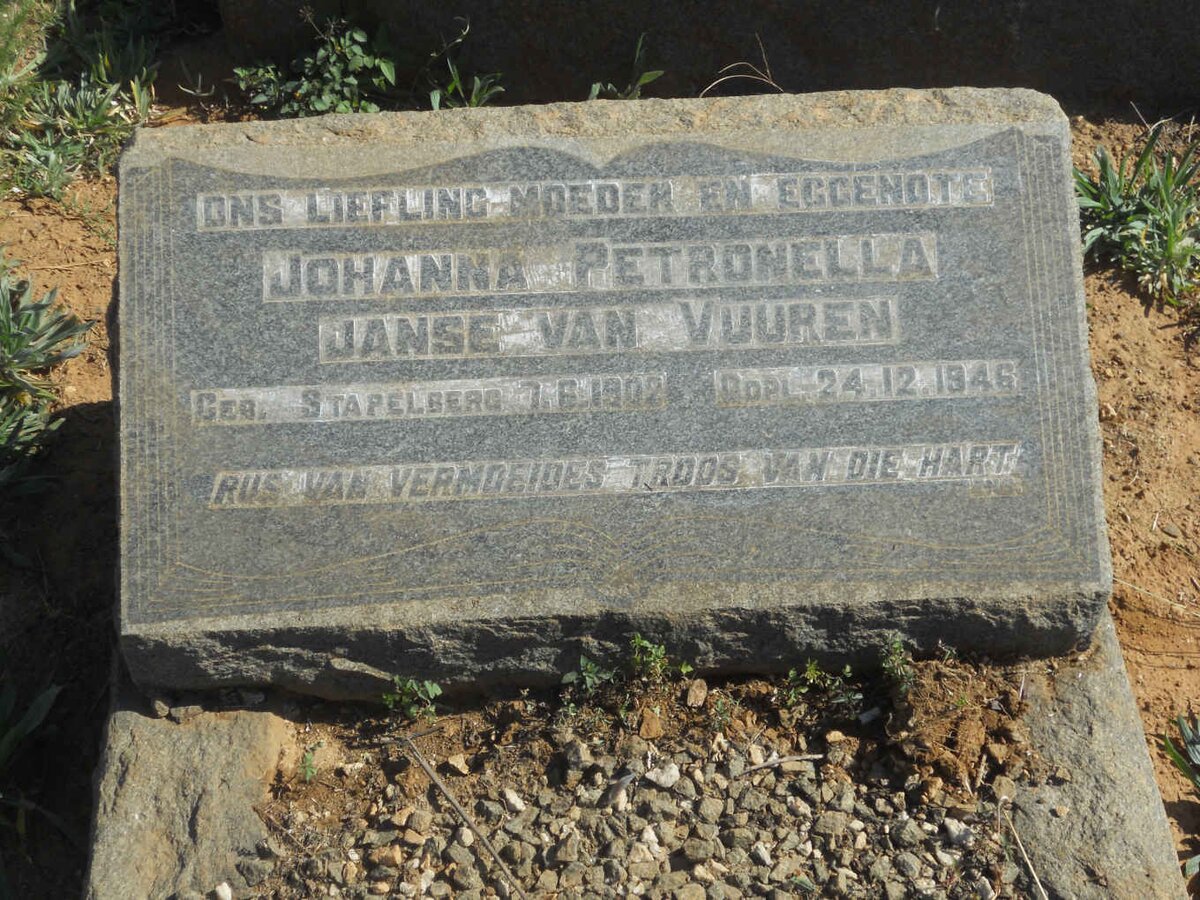 ONS LIEFLING MOEDER EN EGGENOTE
JOHANNA PETRONELLA
JANSE VAN VUUREN
GEB. STAPELBERG 7.6.1902 OORL. 24.12.1946
RUS VAN VERMOEIDES TROOS VAN DIE HART